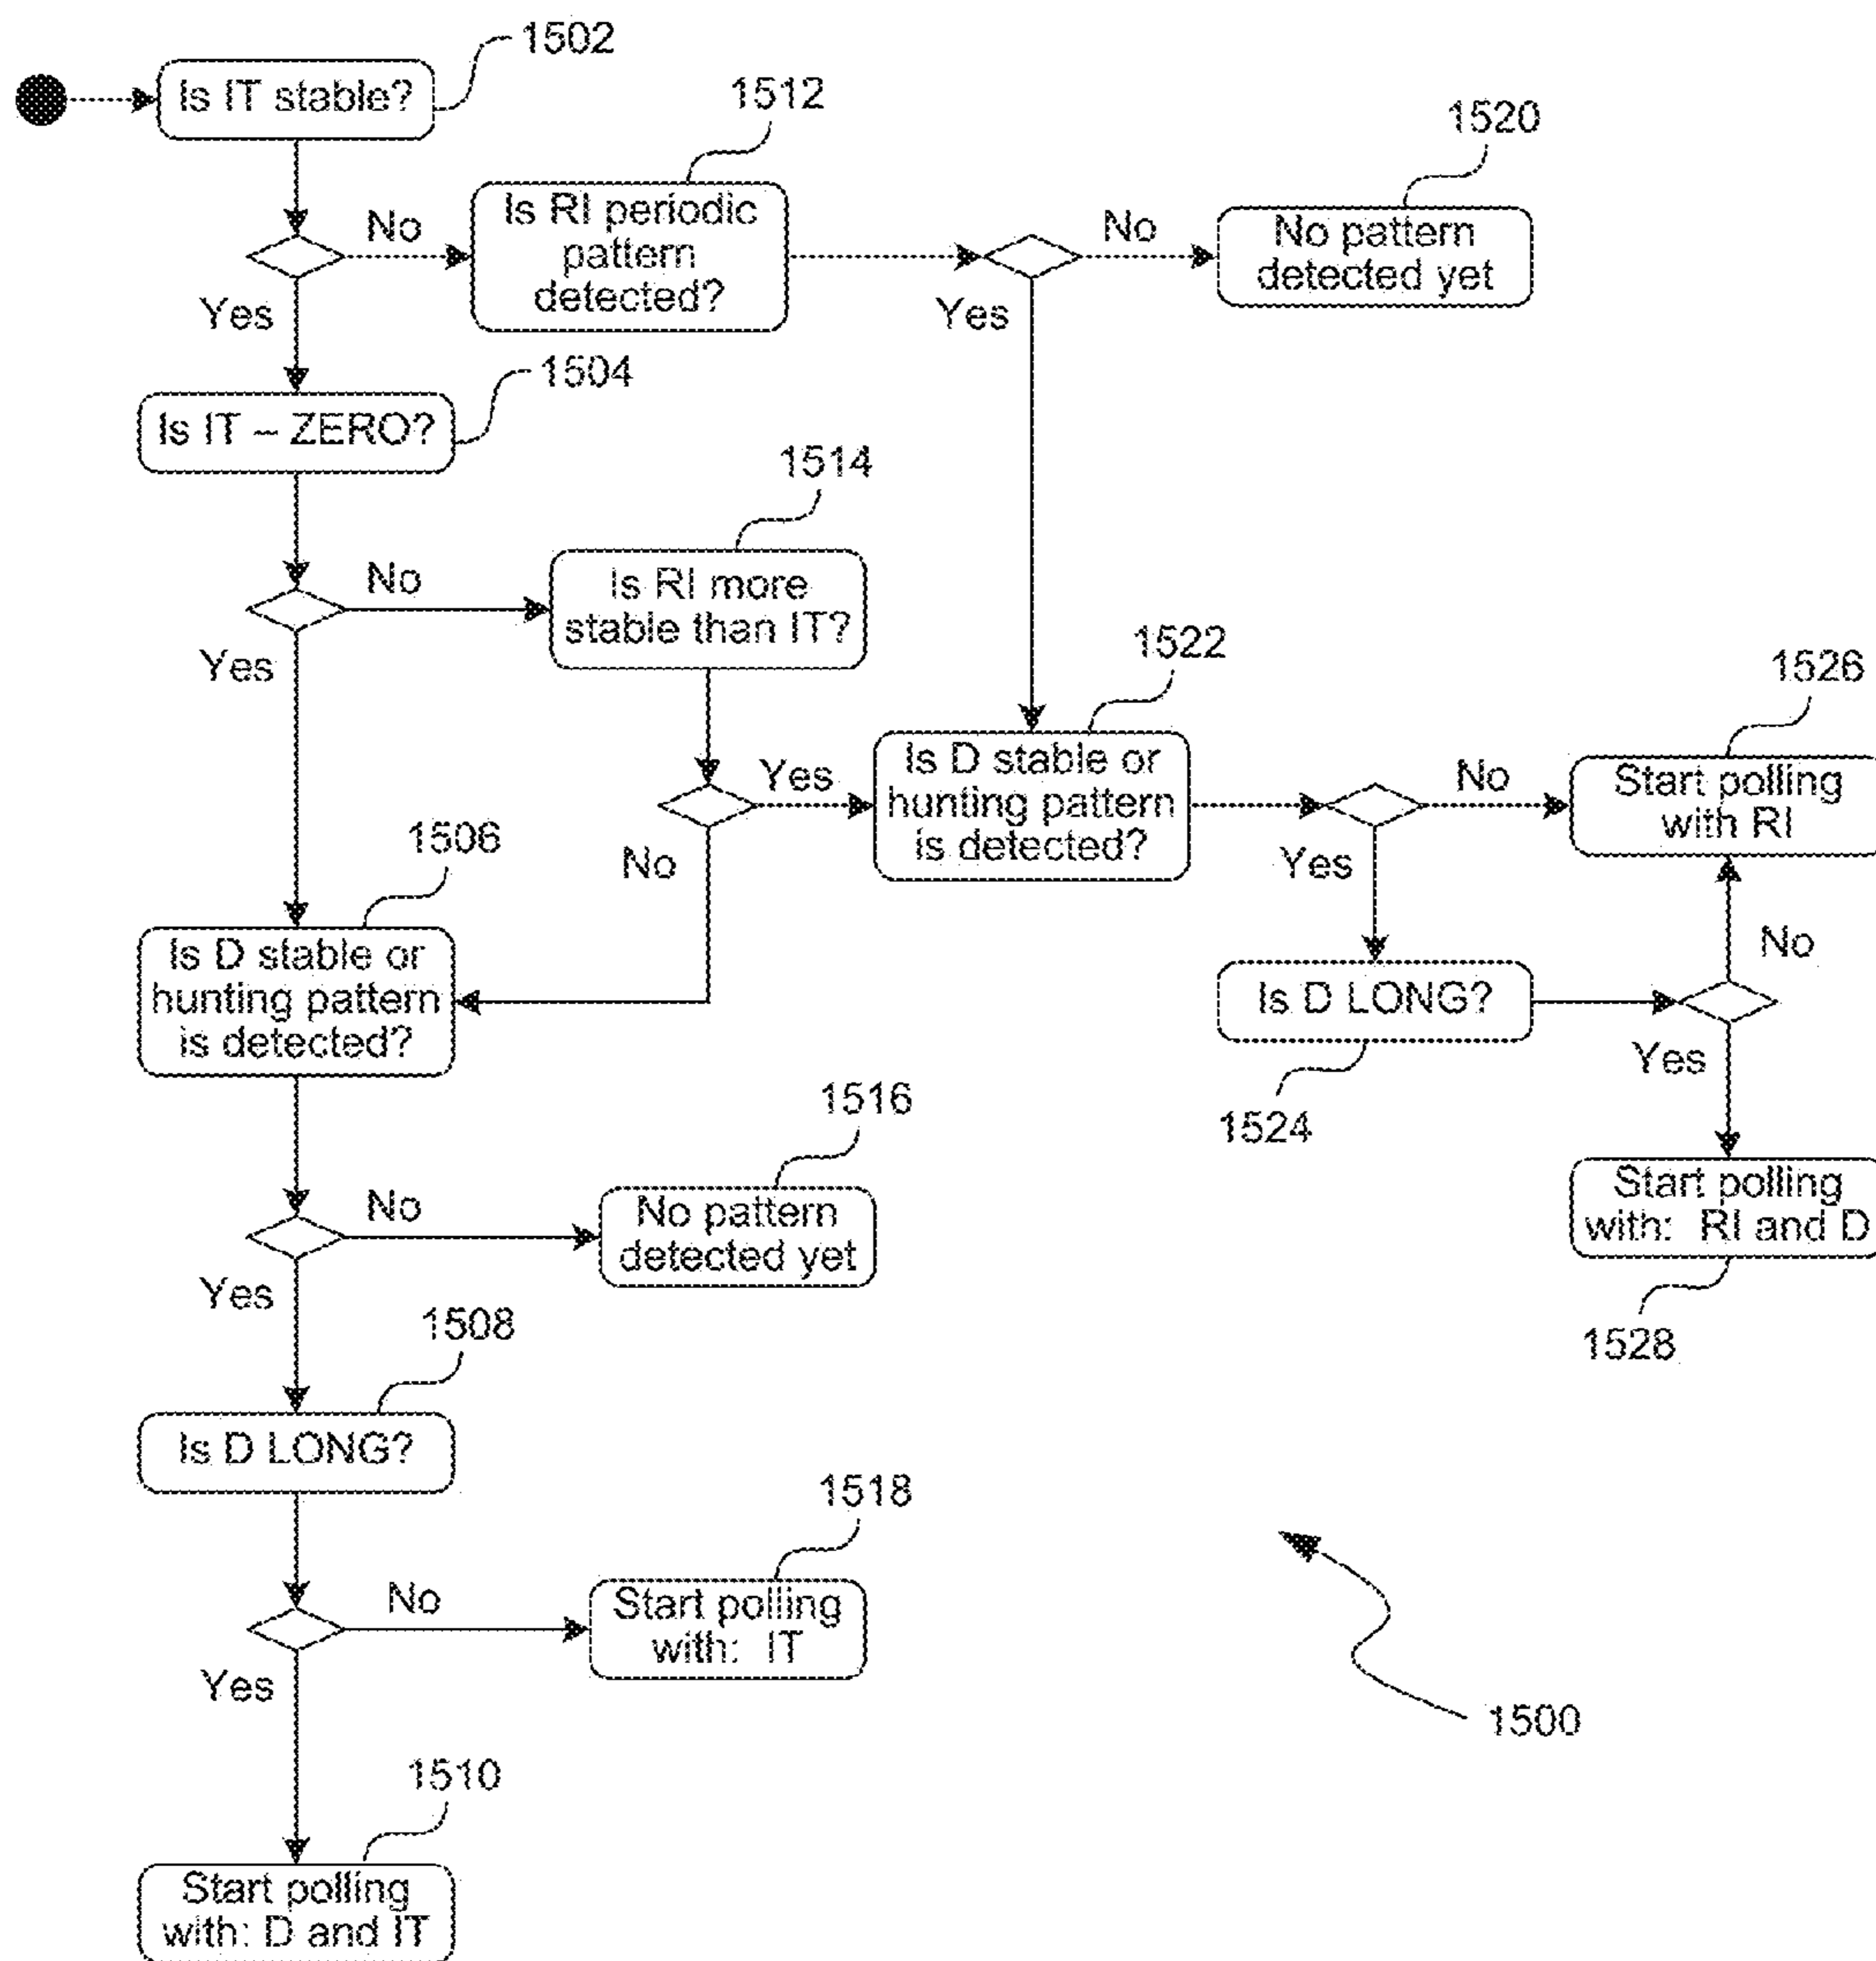 1502
Is IT stable?
1512
1520
Is RI periodic
pattern
detected?
No
No
No pattern
detected yet
Yes
Yes
1504
Is IT – ZERO?
1514
No
Is RI more
stable than IT?
Yes
1522
1526
Is D stable or
hunting pattern
is detected?
Yes
No
Start polling
with RI
1506
No
Yes
Is D stable or
hunting pattern
is detected?
Is D LONG?
No
Yes
1524
1516
No
No pattern
detected yet
Start polling
with: RI and D
Yes
1528
1508
Is D LONG?
1518
No
Start polling
with: IT
Yes
1500
1510
Start polling
with: D and IT